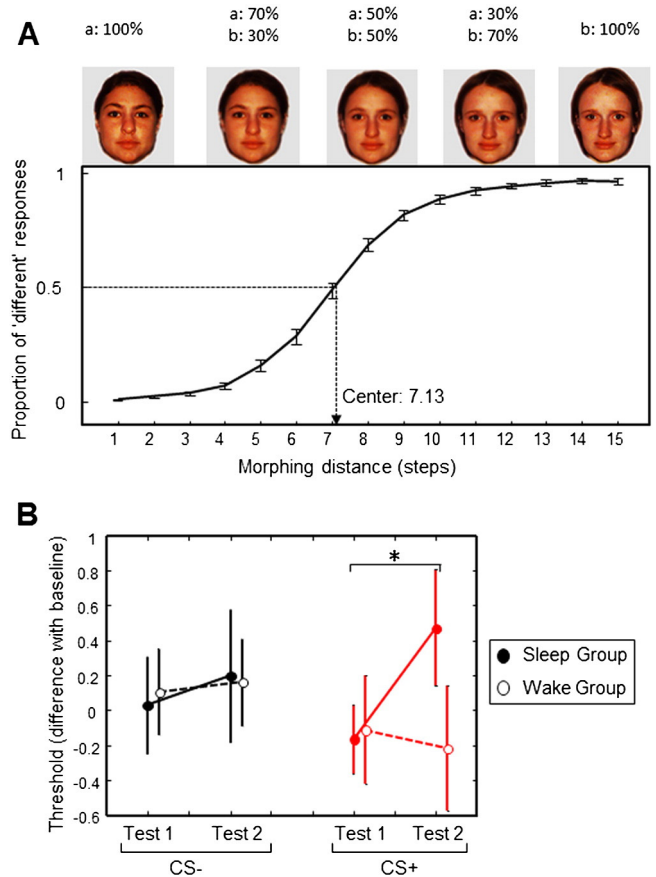 A
a: 100%
a: 70%
b: 30%
a: 50%
b: 50%
a: 30%
b: 70%
b: 100%
Proportion of 'different' responses
1
0.5
0
Center: 7.13
1 2 3 4 5 6 7 8 9 10 11 12 13 14 15
Morphing distance (steps)
B
Threshold (difference with baseline)
1
0.8
0.6
0.4
0.2
0
-0.2
-0.4
-0.6
*
Sleep Group
Wake Group
Test 1 Test 2 Test 1 Test 2
CS- CS+